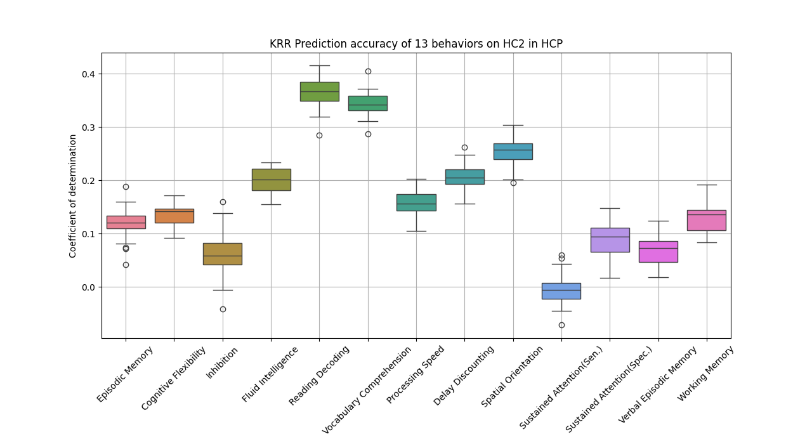 KRR Prediction accuracy of 13 behaviors on HC2 in HCP
Coefficient of determination
0.4
0.3
0.2
0.1
0.0
Episodic Memory
Cognitive Flexibility
Inhibition
Fluid Intelligence
Reading Decoding
Vocabulary Comprehension
Processing Speed
Delay Discounting
Spatial Orientation
Sustained Attention(Sen.)
Sustained Attention(Spec.)
Verbal Episodic Memory
Working Memory